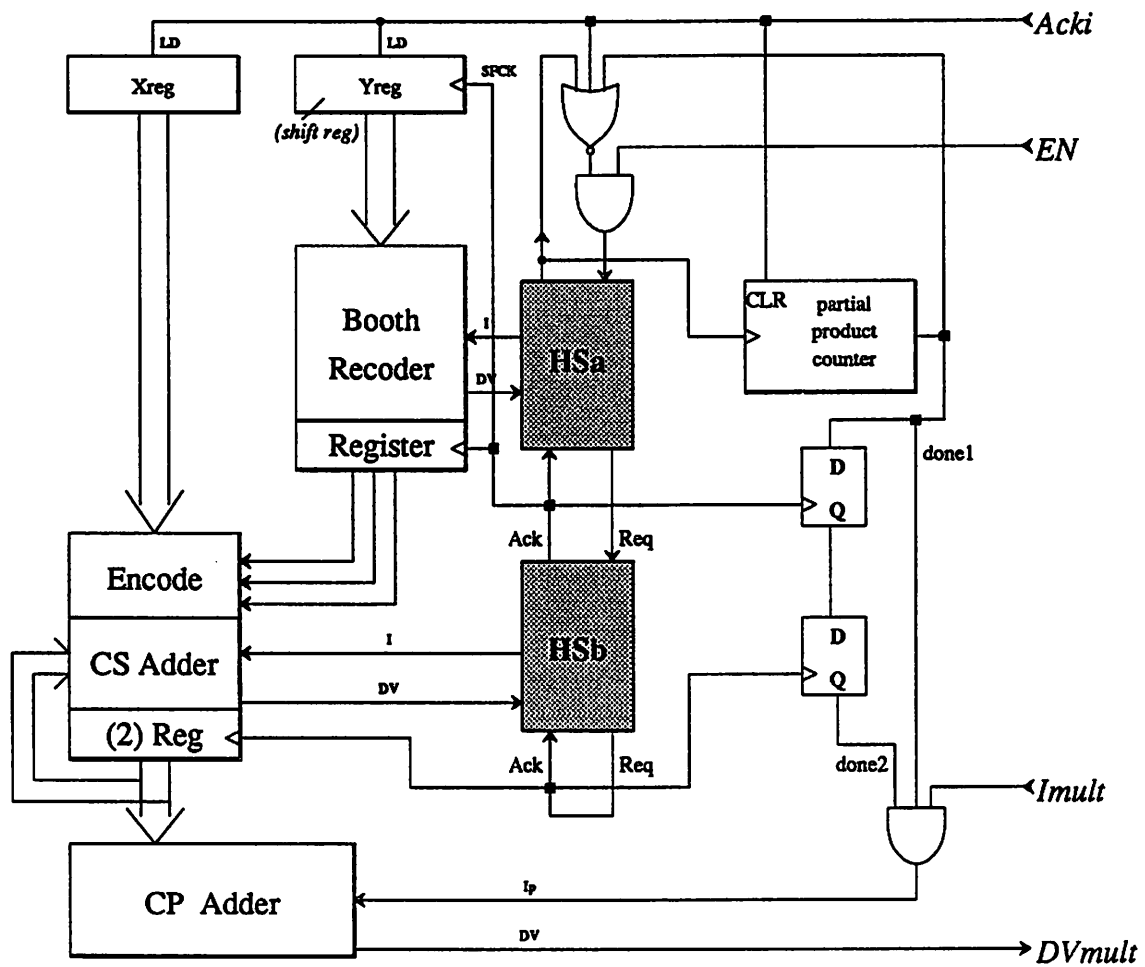 Acki
LD
LD
Xreg
Yreg
SFCK
(shift reg)
EN
CLR
partial
product
counter
Booth
Recoder
I
HSa
DV
Register
done1
D
Q
Ack
Req
Encode
CS Adder
I
HSb
D
Q
DV
(2) Reg
Ack
Req
done2
Imult
CP Adder
Ip
DV
DVmult